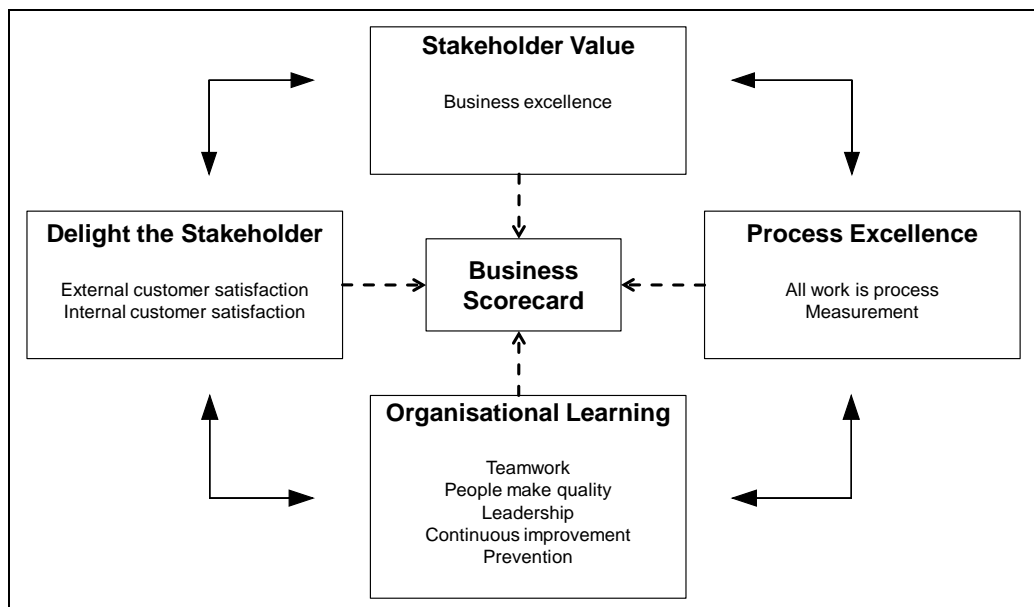 Stakeholder Value
Business excellence
Delight the Stakeholder
External customer satisfaction
Internal customer satisfaction
Business
Scorecard
Process Excellence
All work is process
Measurement
Organisational Learning
Teamwork
People make quality
Leadership
Continuous improvement
Prevention